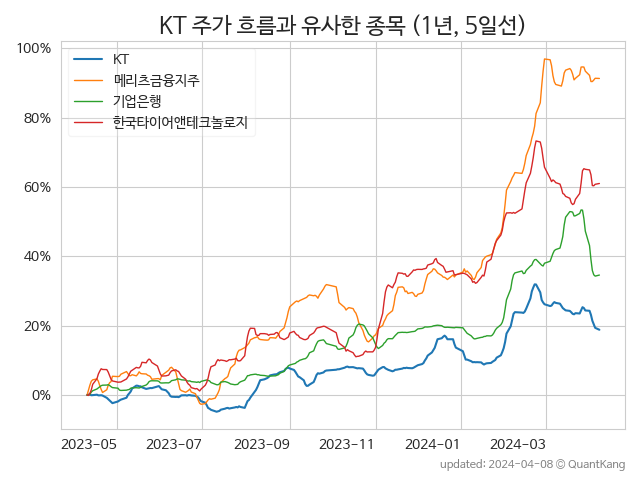 KT 주가 흐름과 유사한 종목 (1년, 5일선)
100%
80%
60%
40%
20%
0%
KT
메리츠금융지주
기업은행
한국타이어앤테크놀로지
2023-05 2023-07 2023-09 2023-11 2024-01 2024-03
updated: 2024-04-08 © QuantKang